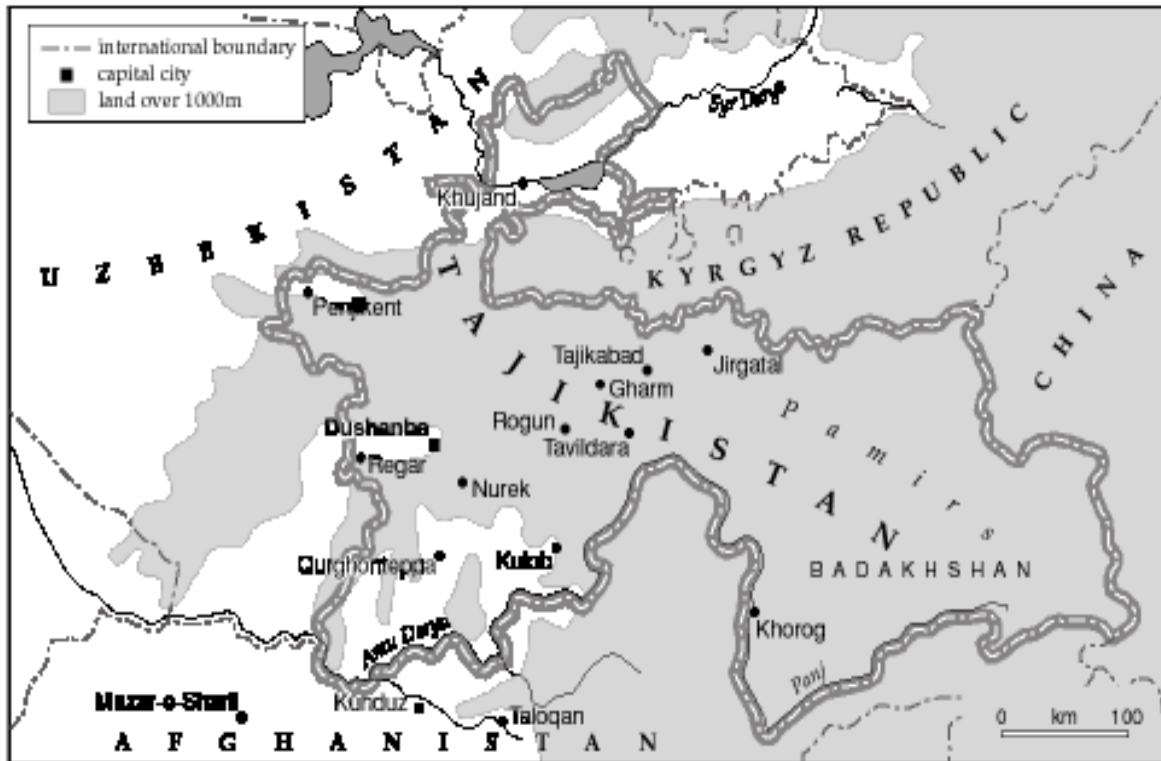 international boundary
capital city
land over 1000m
UZBEKISTAN
Syr Darya
Khujand
KYRGYZ REPUBLIC
CHINA
Penjikent
TAJIKISTAN
Tajikabad
Jirgatal
Gharm
Rogun
Tavildara
pamirs
Dushanbe
Regar
Nurek
Qurghonteppa
Kulob
BADAKHSHAN
Khorog
Amu Darya
Panj
Mazar-o-Sharif
Kunduz
Taloqan
0 km 100
AFGHANISTAN